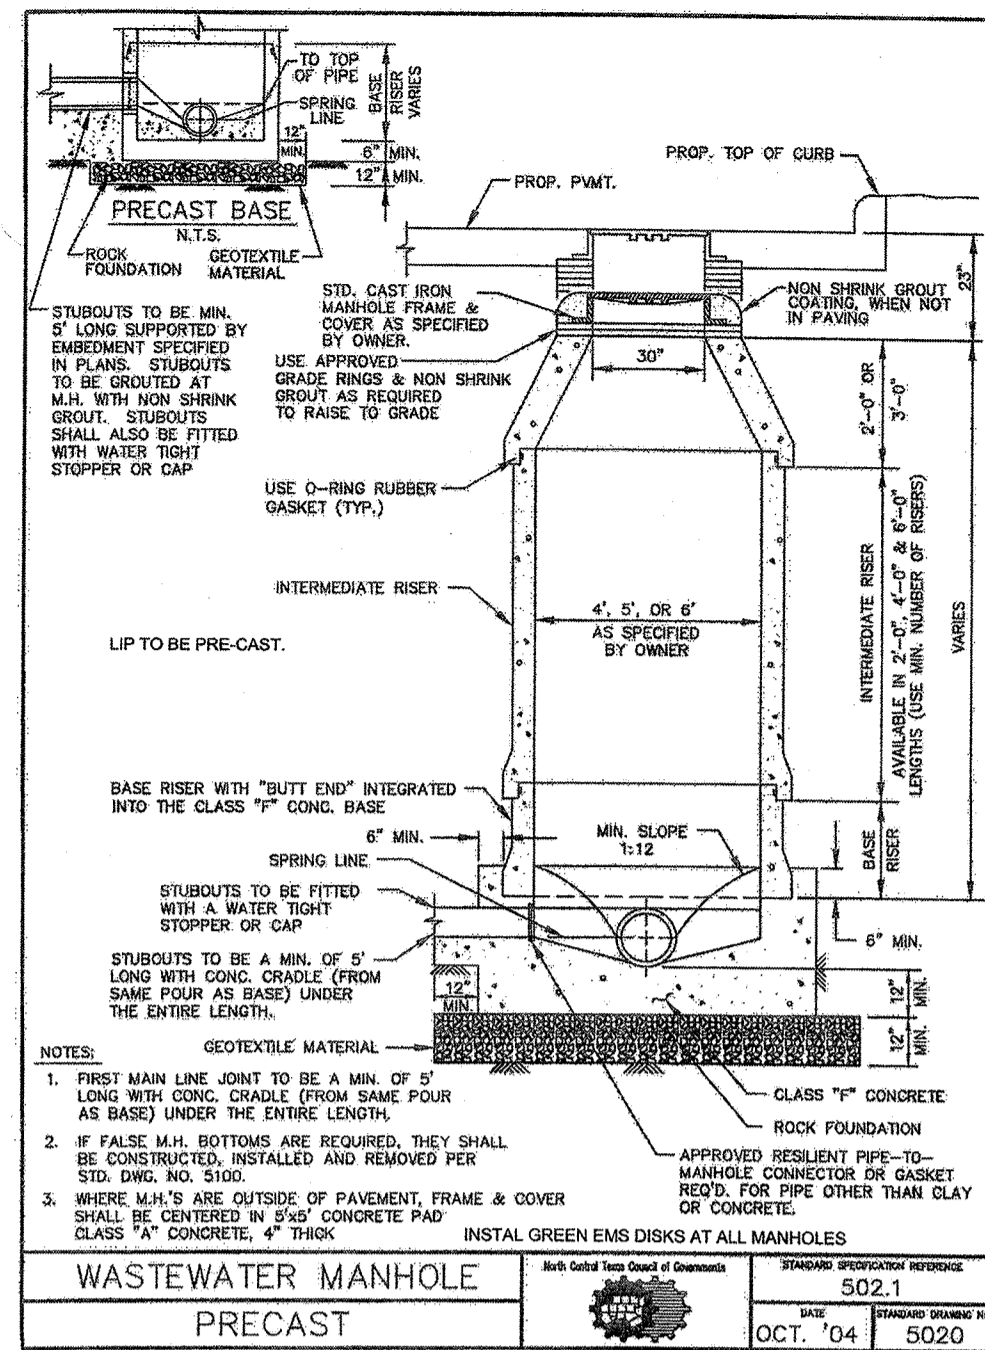 TO TOP
OF PIPE
SPRING
LINE
BASE
RISER
VARIES
12"
MIN.
6" MIN.
12" MIN.
PRECAST BASE
N.T.S.
ROCK
FOUNDATION
GEOTEXTILE
MATERIAL
PROP. TOP OF CURB
PROP. PVMT.
STUBOUTS TO BE MIN.
5' LONG SUPPORTED BY
EMBEDMENT SPECIFIED
IN PLANS. STUBOUTS
TO BE GROUTED AT
M.H. WITH NON SHRINK
GROUT. STUBOUTS
SHALL ALSO BE FITTED
WITH WATER TIGHT
STOPPER OR CAP
STD. CAST IRON
MANHOLE FRAME &
COVER AS SPECIFIED
BY OWNER.
NON SHRINK GROUT
COATING, WHEN NOT
IN PAVING
23"
USE APPROVED
GRADE RINGS & NON SHRINK
GROUT AS REQUIRED
TO RAISE TO GRADE
30"
2'-0" OR
3'-0"
USE O-RING RUBBER
GASKET (TYP.)
INTERMEDIATE RISER
4', 5', OR 6'
AS SPECIFIED
BY OWNER
LIP TO BE PRE-CAST.
INTERMEDIATE RISER
AVAILABLE IN 2'-0", 4'-0" & 6'-0"
LENGTHS (USE MIN. NUMBER OF RISERS)
VARIES
BASE RISER WITH "BUTT END" INTEGRATED
INTO THE CLASS "F" CONC. BASE
6" MIN.
MIN. SLOPE
1:12
BASE
RISER
SPRING LINE
STUBOUTS TO BE FITTED
WITH A WATER TIGHT
STOPPER OR CAP
6" MIN.
STUBOUTS TO BE A MIN. OF 5'
LONG WITH CONC. CRADLE (FROM
SAME POUR AS BASE) UNDER
THE ENTIRE LENGTH.
12"
MIN.
12"
MIN.
12"
MIN.
GEOTEXTILE MATERIAL
CLASS "F" CONCRETE
ROCK FOUNDATION
APPROVED RESILIENT PIPE-TO-
MANHOLE CONNECTOR OR GASKET
REQ'D. FOR PIPE OTHER THAN CLAY
OR CONCRETE.
NOTES:
1. FIRST MAIN LINE JOINT TO BE A MIN. OF 5'
LONG WITH CONC. CRADLE (FROM SAME POUR
AS BASE) UNDER THE ENTIRE LENGTH.
2. IF FALSE M.H. BOTTOMS ARE REQUIRED, THEY SHALL
BE CONSTRUCTED, INSTALLED AND REMOVED PER
STD. DWG. NO. 5100.
3. WHERE M.H.'S ARE OUTSIDE OF PAVEMENT, FRAME & COVER
SHALL BE CENTERED IN 5'x5' CONCRETE PAD
CLASS "A" CONCRETE, 4" THICK
INSTAL GREEN EMS DISKS AT ALL MANHOLES
WASTEWATER MANHOLE
PRECAST
North Central Texas Council of Governments
STANDARD SPECIFICATION REFERENCE
502.1
DATE
OCT. '04
STANDARD DRAWING N
5020